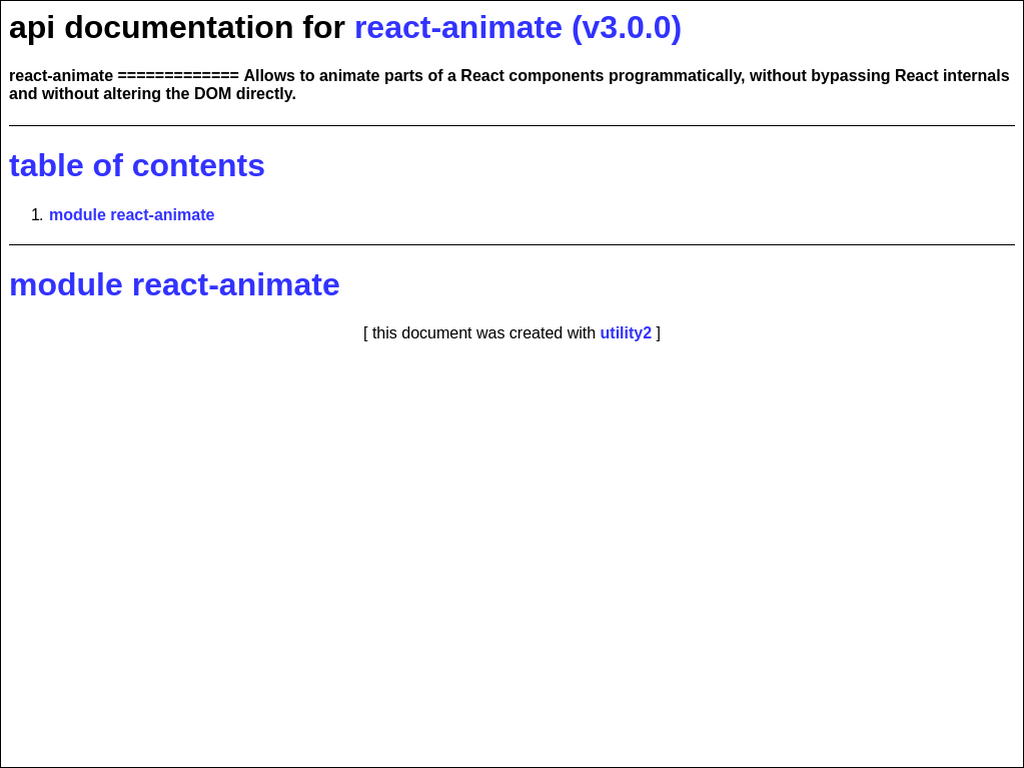 api documentation for react-animate (v3.0.0)
react-animate ============= Allows to animate parts of a React components programmatically, without bypassing React internals
and without altering the DOM directly.
table of contents
1. module react-animate
module react-animate
[ this document was created with utility2 ]